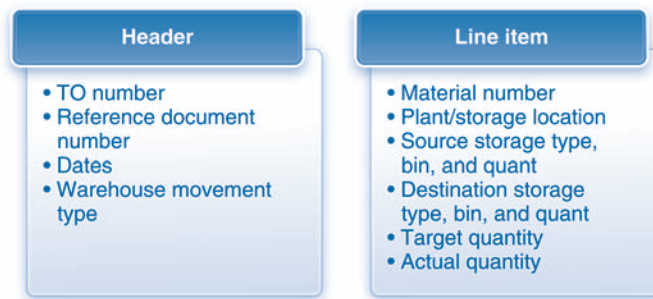 Header
• TO number
• Reference document
number
• Dates
• Warehouse movement
type
Line item
• Material number
• Plant/storage location
• Source storage type,
bin, and quant
• Destination storage
type, bin, and quant
• Target quantity
• Actual quantity